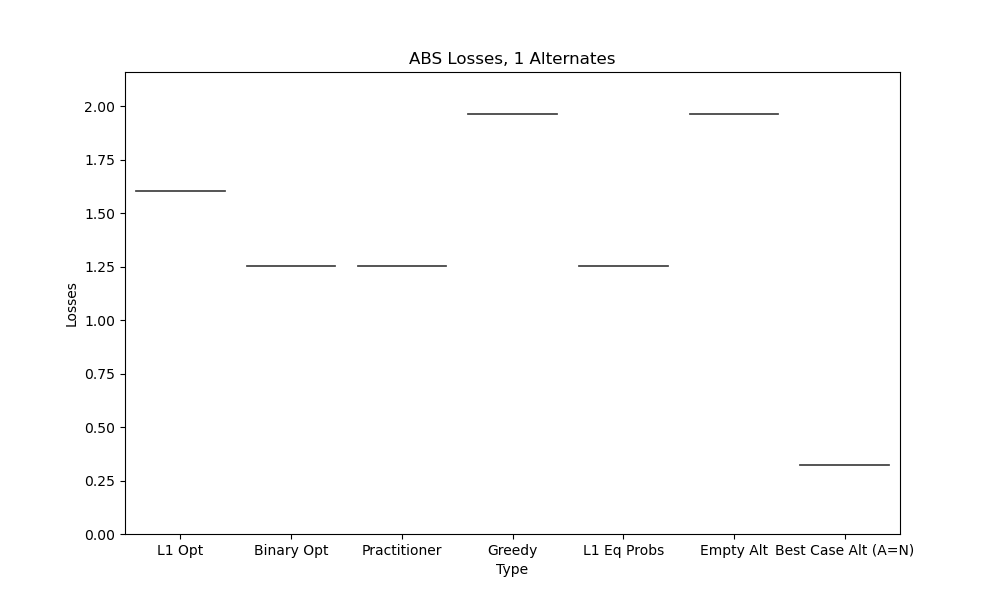 ABS Losses, 1 Alternates
2.00
1.75
1.50
1.25
1.00
0.75
0.50
0.25
0.00
Losses
L1 Opt
Binary Opt
Practitioner
Greedy
L1 Eq Probs
Empty Alt
Best Case Alt (A=N)
Type